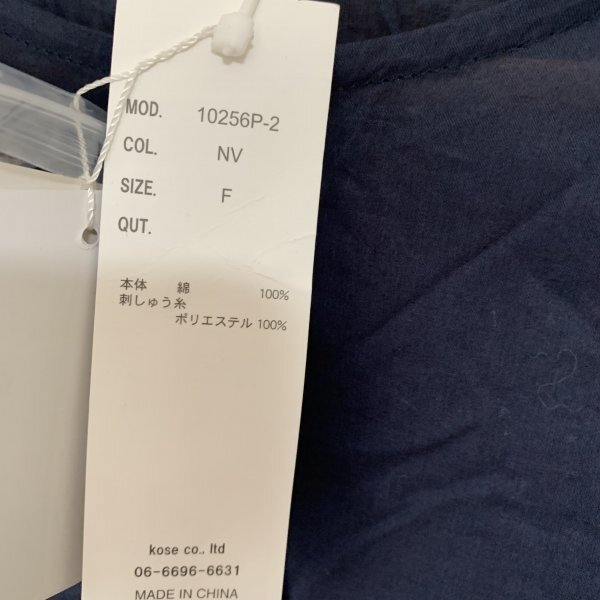 MOD. 10256P-2
COL. NV
SIZE. F
QUT.
本体 綿 100%
刺しゅう糸
ポリエステル 100%
kose co., ltd
06-6696-6631
MADE IN CHINA